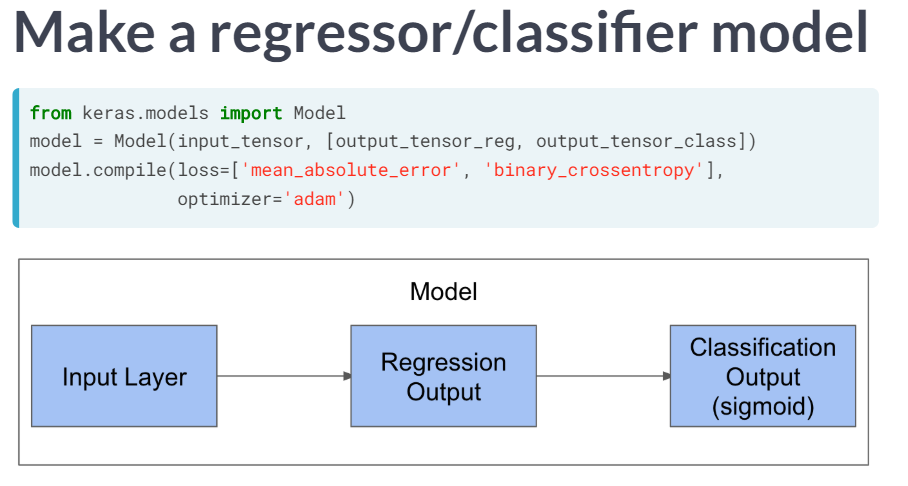 Make a regressor/classifier model
from keras.models import Model
model = Model(input_tensor, [output_tensor_reg, output_tensor_class])
model.compile(loss=['mean_absolute_error', 'binary_crossentropy'],
optimizer='adam')
Model
Input Layer
Regression
Output
Classification
Output
(sigmoid)